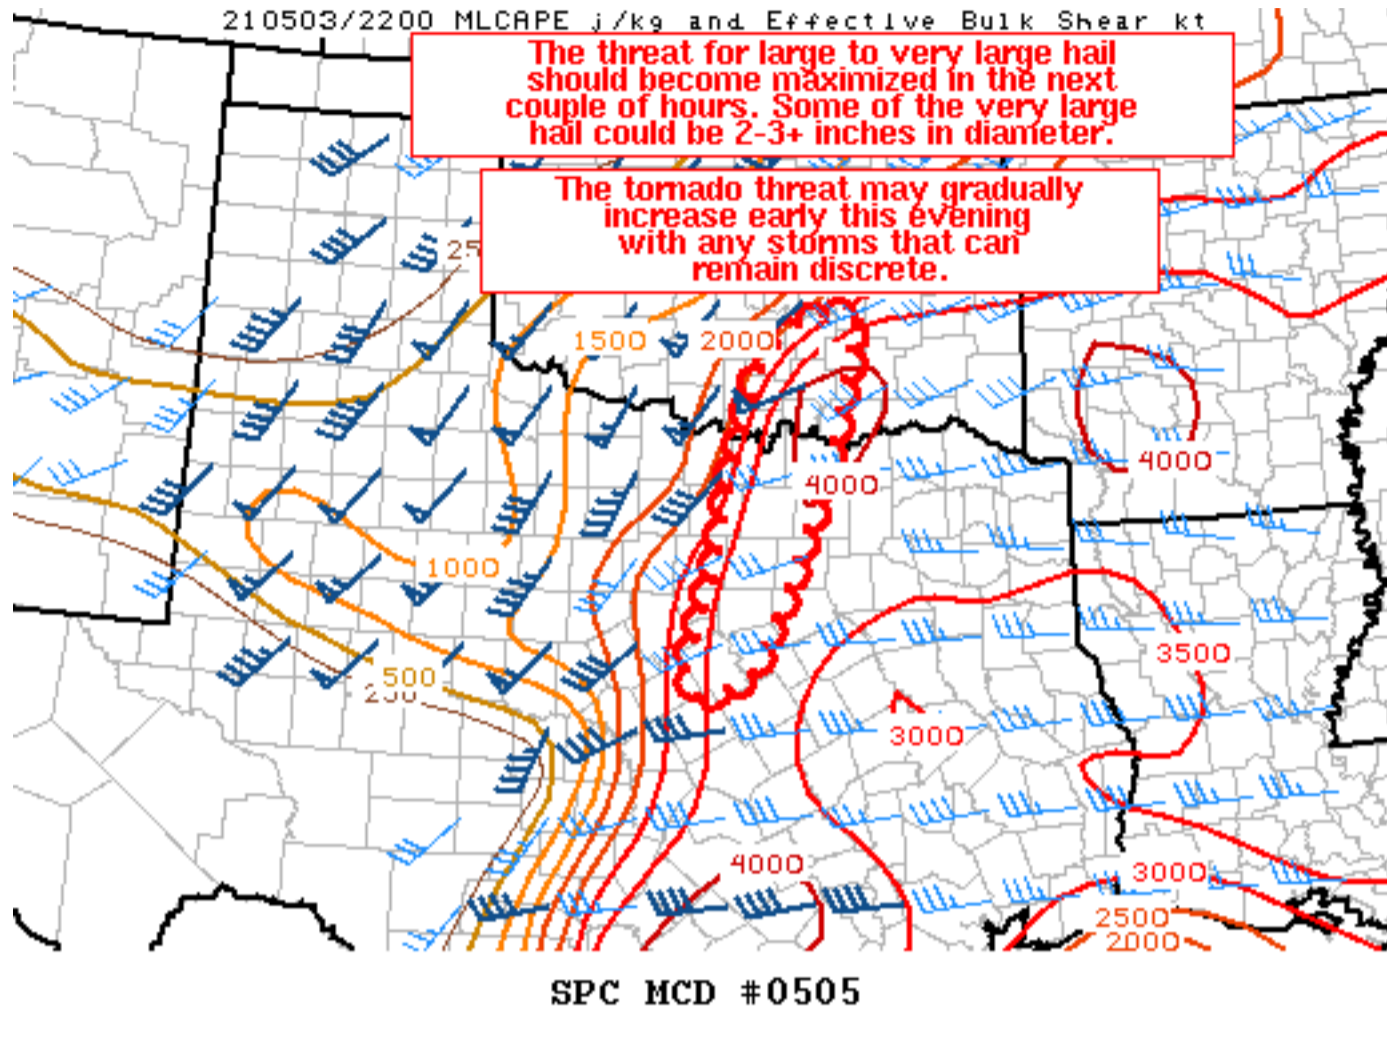 210503/2200 MLCAPE j/kg and Effective Bulk Shear kt
The threat for large to very large hail
should become maximized in the next
couple of hours. Some of the very large
hail could be 2-3+ inches in diameter.
The tornado threat may gradually
increase early this evening
with any storms that can
remain discrete.
1500
2000
4000
4000
1000
3500
500
250
3000
4000
3000
2500
2000
SPC MCD #0505